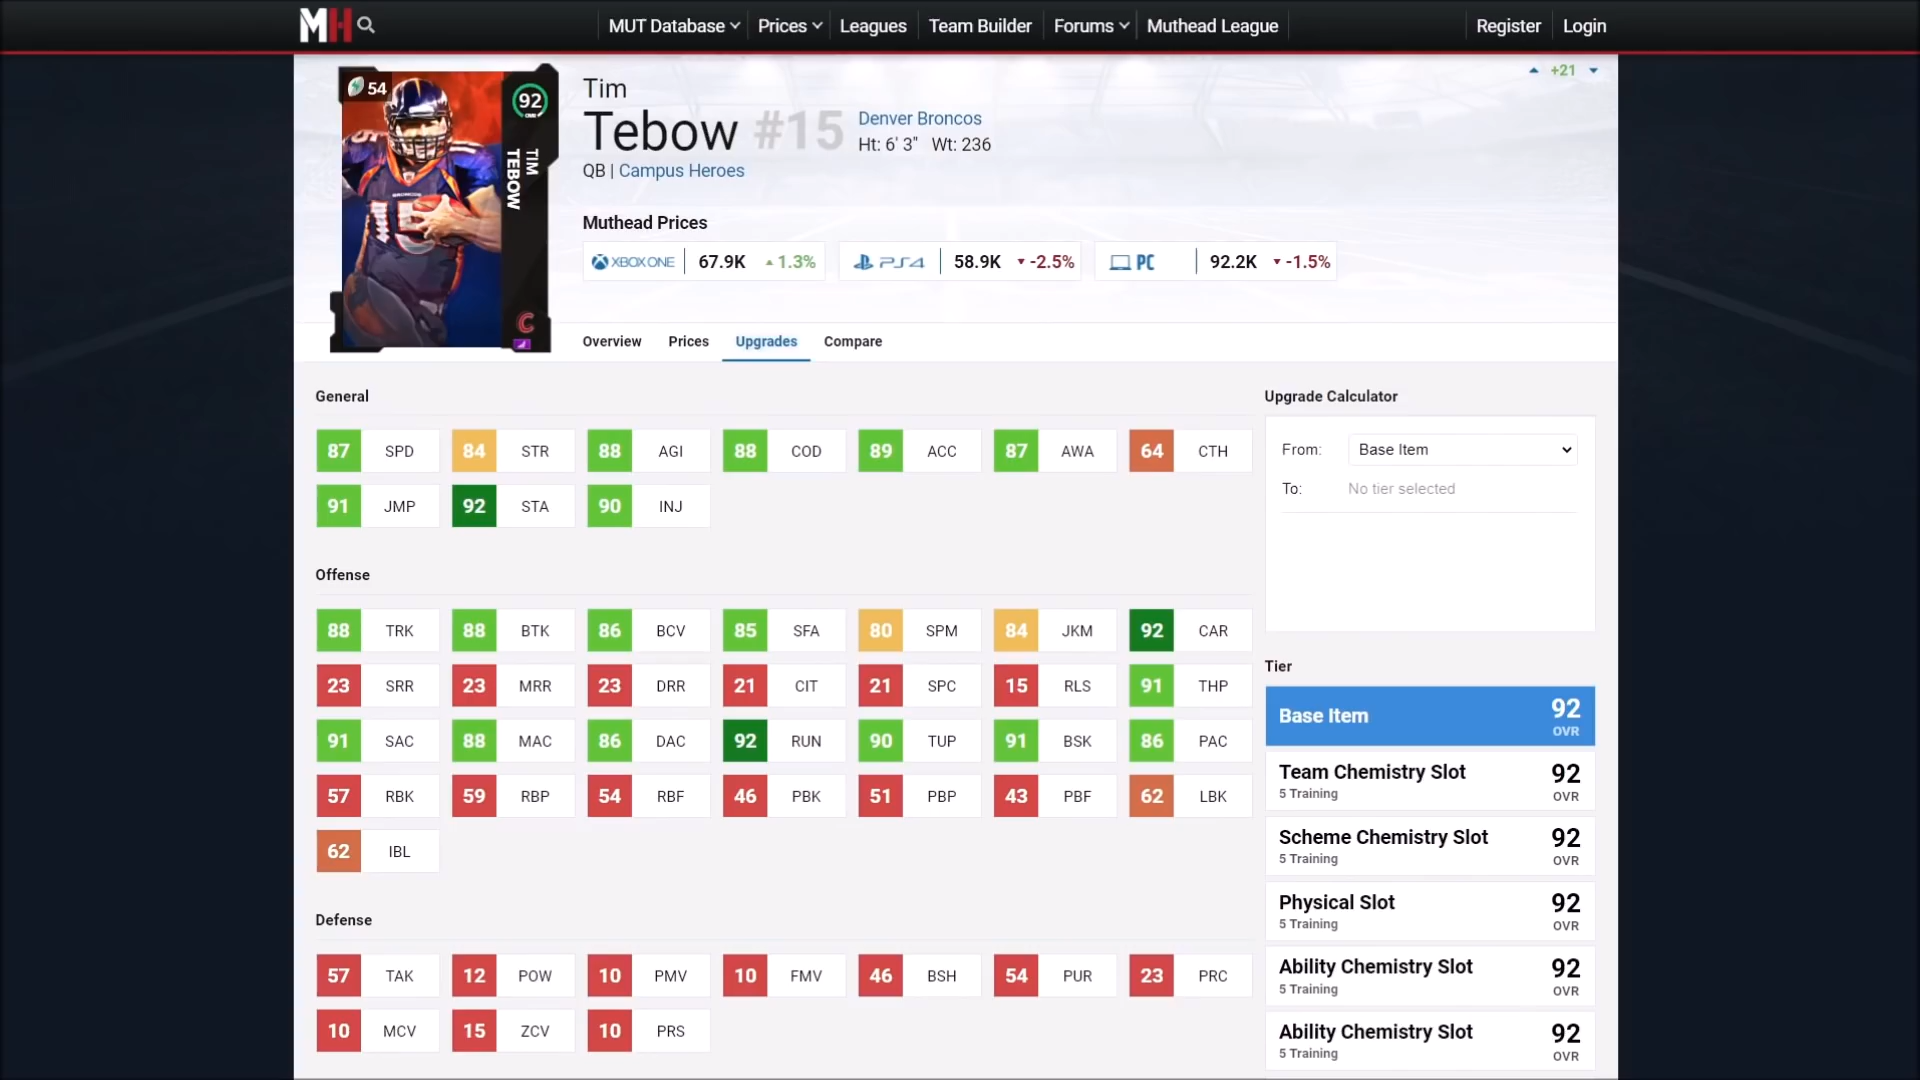 MH MUT Database Prices Leagues Team Builder Forums Muthead League Register Login
54
92
OVR
TIM
TEBOW
15
C
+21
Tim
Tebow #15
Denver Broncos
Ht: 6' 3" Wt: 236
QB | Campus Heroes
Muthead Prices
XBOX ONE 67.9K 1.3% PS4 58.9K -2.5% PC 92.2K -1.5%
Overview Prices Upgrades Compare
General
87 SPD 84 STR 88 AGI 88 COD 89 ACC 87 AWA 64 CTH
91 JMP 92 STA 90 INJ
Offense
88 TRK 88 BTK 86 BCV 85 SFA 80 SPM 84 JKM 92 CAR
23 SRR 23 MRR 23 DRR 21 CIT 21 SPC 15 RLS 91 THP
91 SAC 88 MAC 86 DAC 92 RUN 90 TUP 91 BSK 86 PAC
57 RBK 59 RBP 54 RBF 46 PBK 51 PBP 43 PBF 62 LBK
62 IBL
Defense
57 TAK 12 POW 10 PMV 10 FMV 46 BSH 54 PUR 23 PRC
10 MCV 15 ZCV 10 PRS
Upgrade Calculator
From: Base Item
To: No tier selected
Tier
Base Item 92
OVR
Team Chemistry Slot 92
5 Training OVR
Scheme Chemistry Slot 92
5 Training OVR
Physical Slot 92
5 Training OVR
Ability Chemistry Slot 92
5 Training OVR
Ability Chemistry Slot 92
5 Training OVR